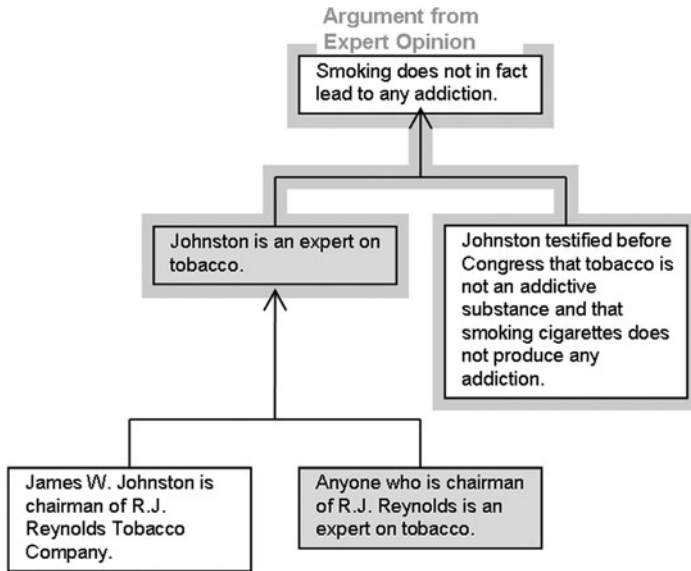 Argument from
Expert Opinion
Smoking does not in fact
lead to any addiction.
Johnston is an expert on
tobacco.
Johnston testified before
Congress that tobacco is
not an addictive
substance and that
smoking cigarettes does
not produce any
addiction.
James W. Johnston is
chairman of R.J.
Reynolds Tobacco
Company.
Anyone who is chairman
of R.J. Reynolds is an
expert on tobacco.